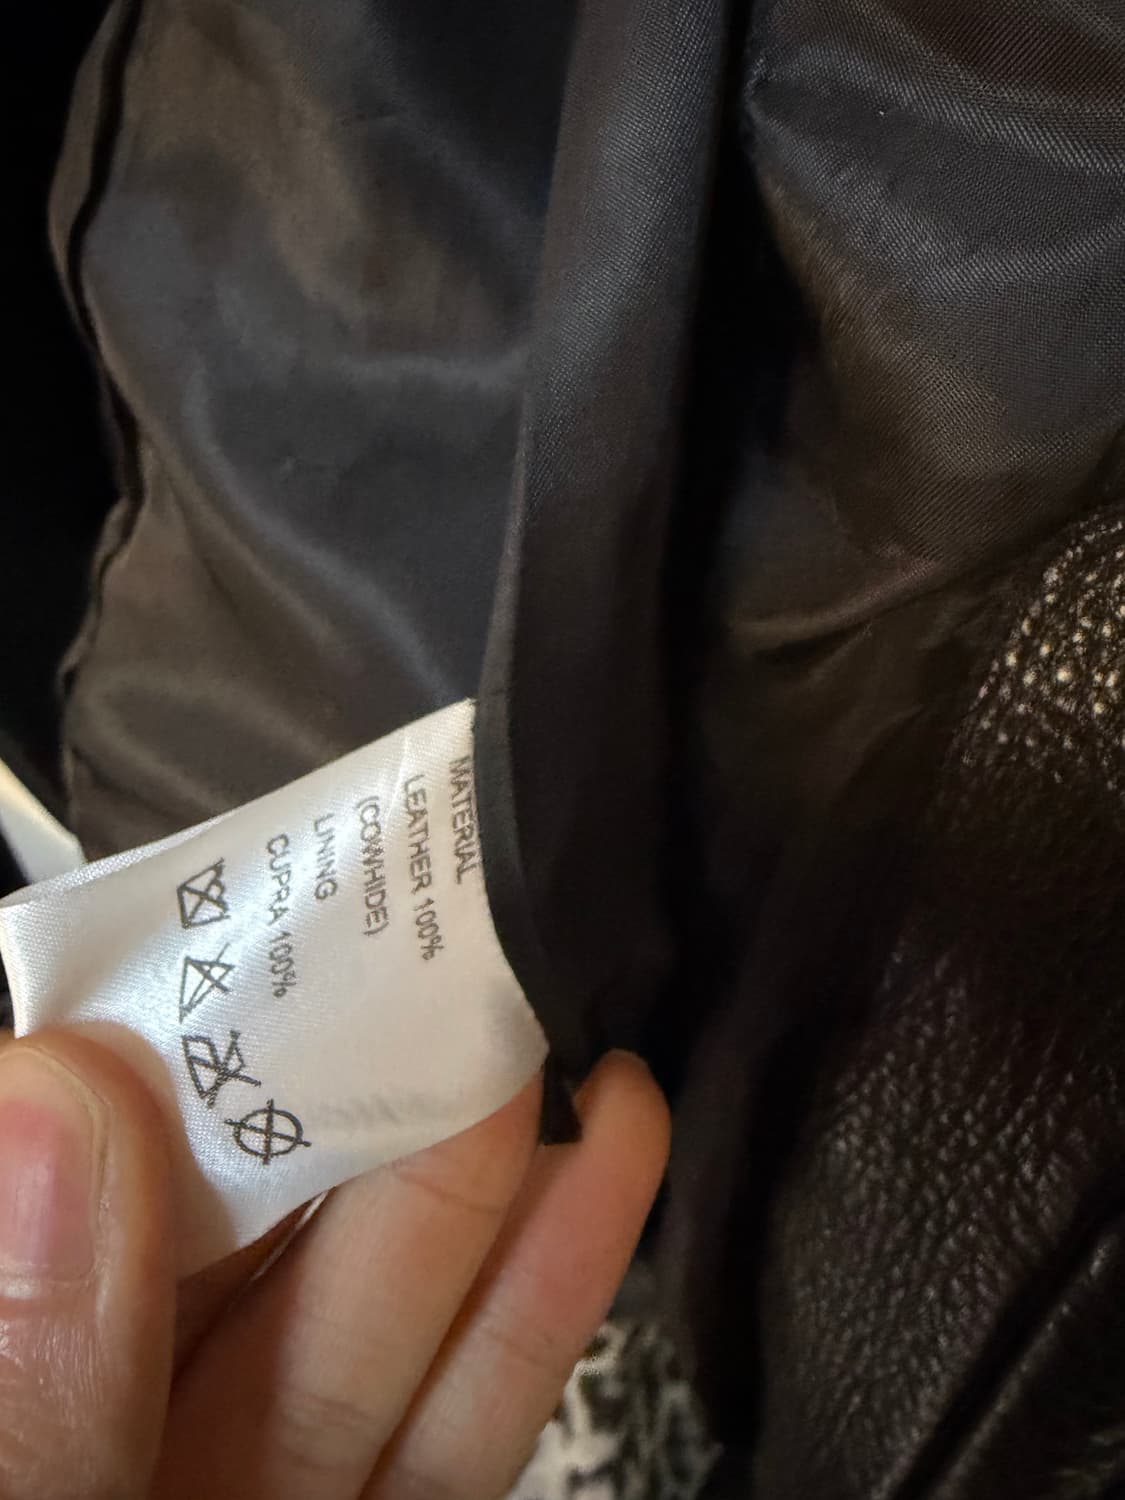 MATERIAL
LEATHER 100%
(COWHIDE)
LINING
CUPRA 100%